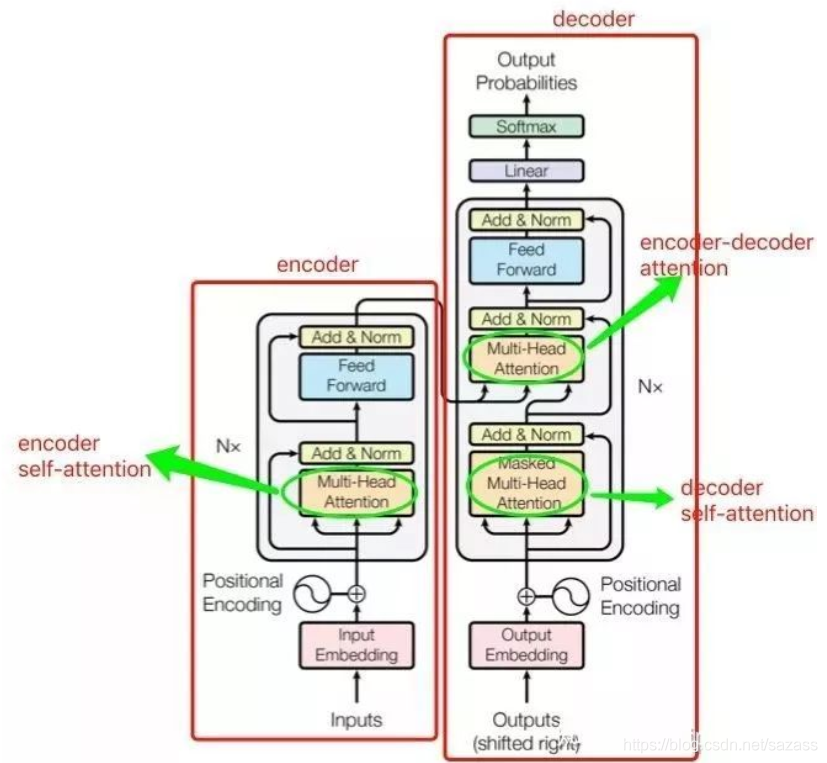 decoder
Output
Probabilities
Softmax
Linear
Add & Norm
Feed
Forward
encoder-decoder
attention
Add & Norm
Multi-Head
Attention
Nx
Add & Norm
Masked
Multi-Head
Attention
decoder
self-attention
Positional
Encoding
Output
Embedding
Outputs
(shifted right)
encoder
Add & Norm
Feed
Forward
Nx
Add & Norm
encoder
self-attention
Multi-Head
Attention
Positional
Encoding
Input
Embedding
Inputs
https://blog.csdn.net/sazass